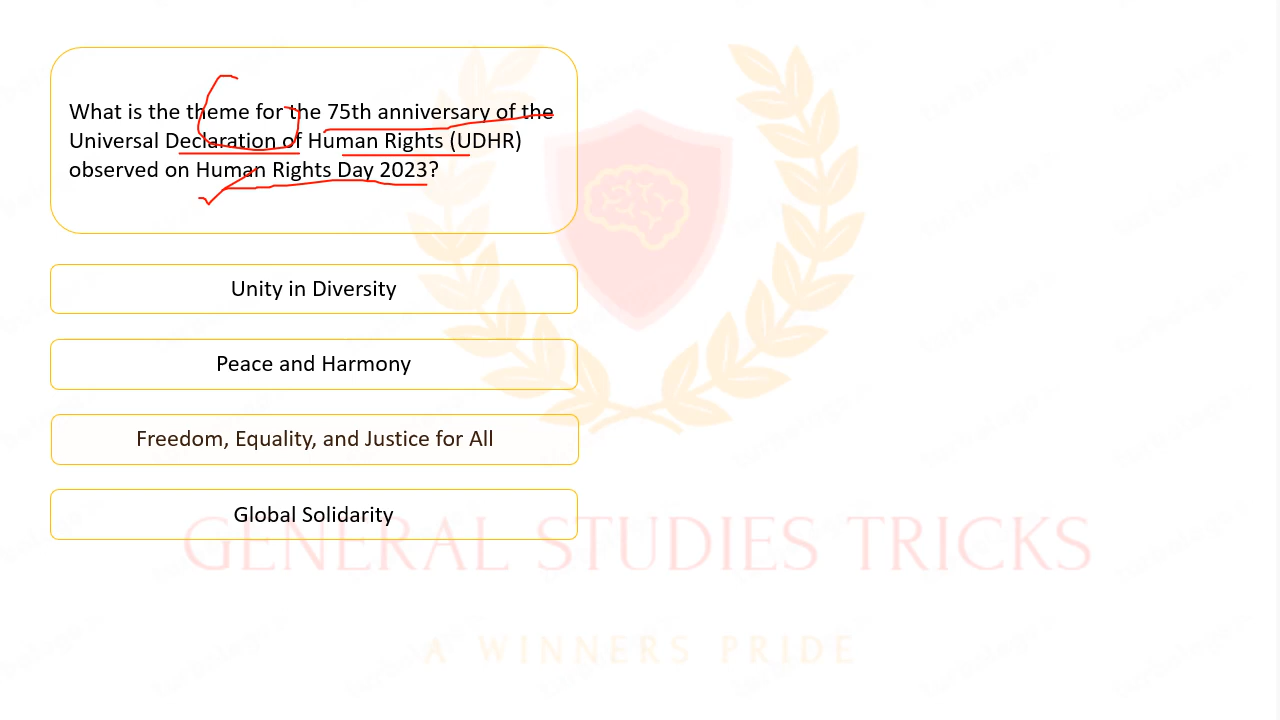 What is the theme for the 75th anniversary of the
Universal Declaration of Human Rights (UDHR)
observed on Human Rights Day 2023?
Unity in Diversity
Peace and Harmony
Freedom, Equality, and Justice for All
Global Solidarity
GENERAL STUDIES TRICKS
A WINNERS PRIDE